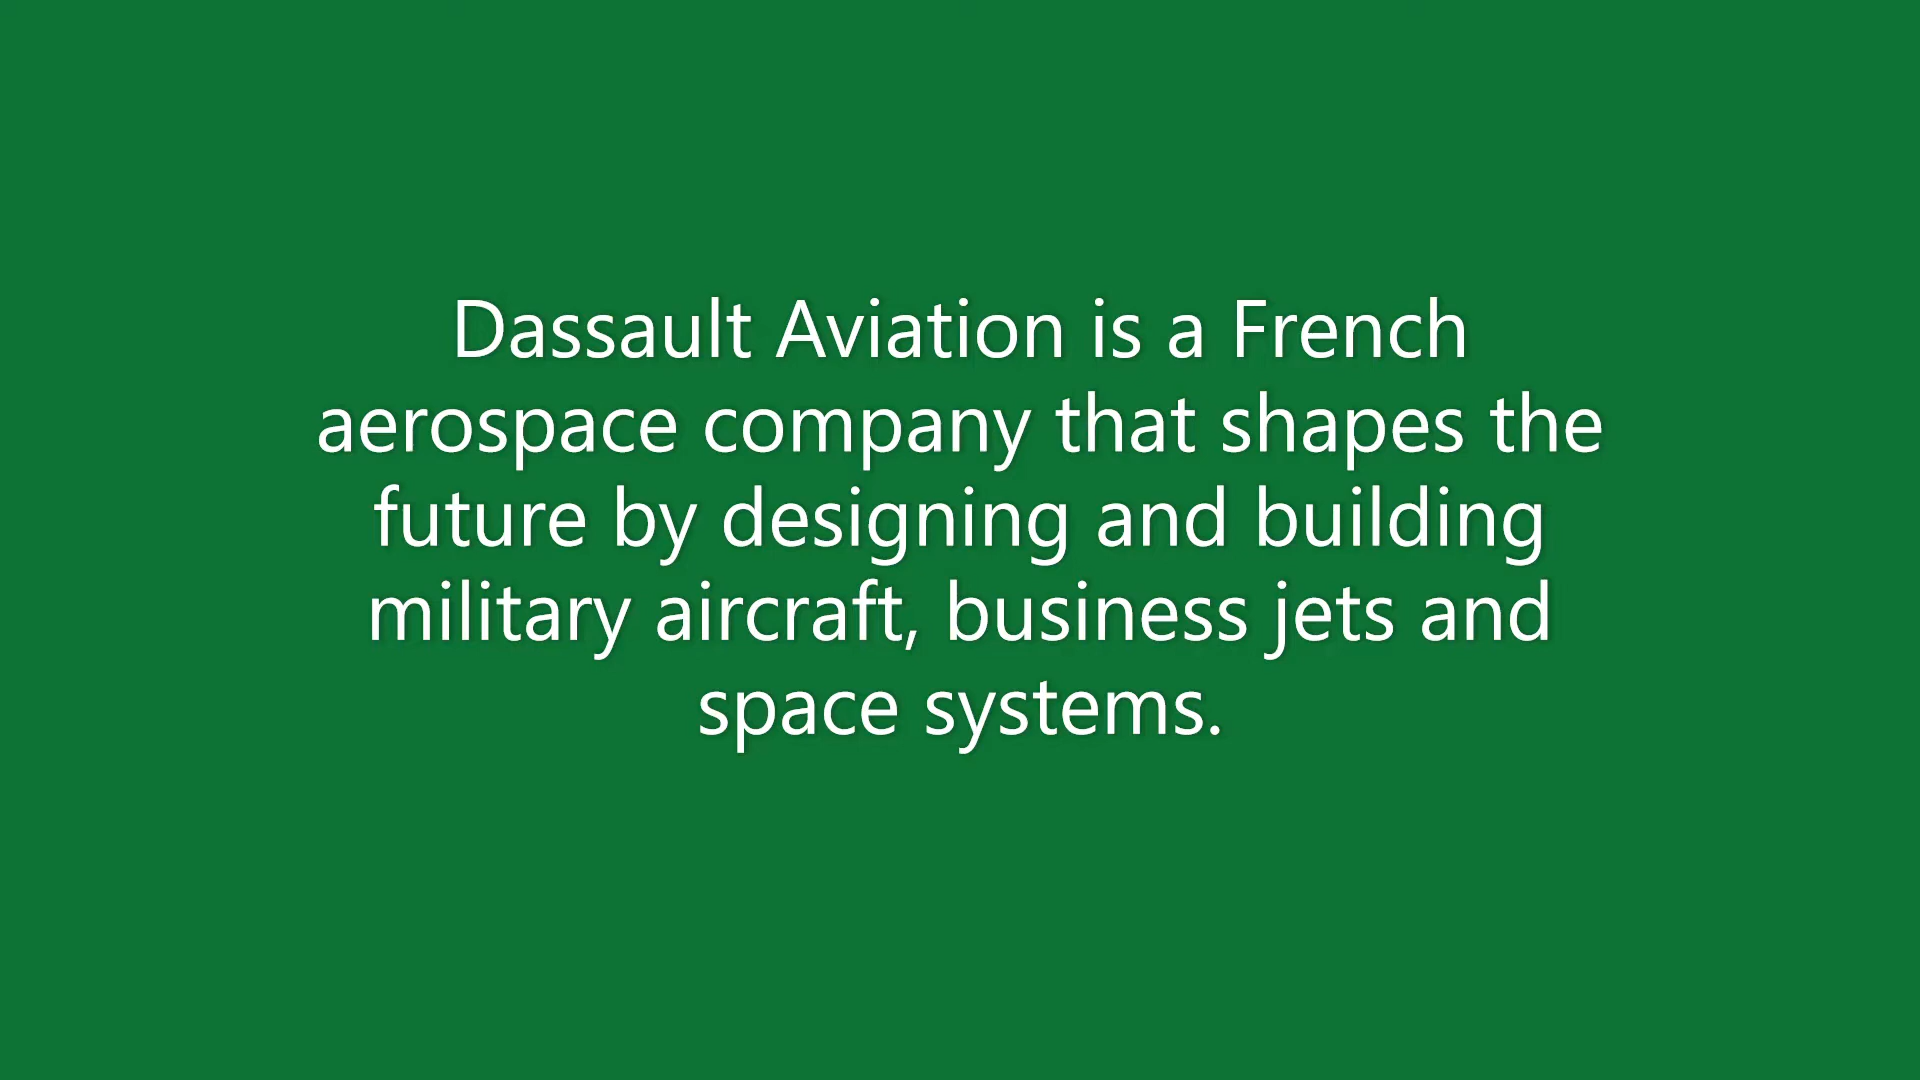 Dassault Aviation is a French
aerospace company that shapes the
future by designing and building
military aircraft, business jets and
space systems.